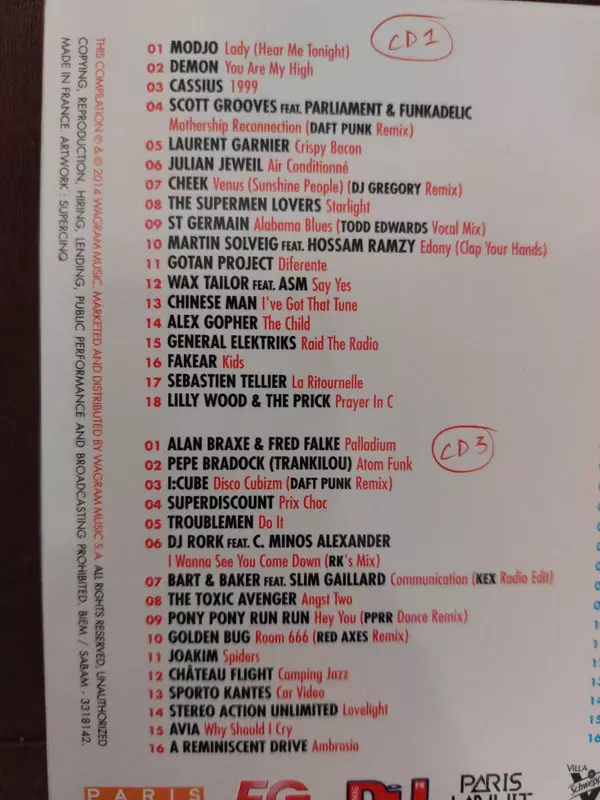 CD1
01 MODJO Lady (Hear Me Tonight)
02 DEMON You Are My High
03 CASSIUS 1999
04 SCOTT GROOVES FEAT. PARLIAMENT & FUNKADELIC
Mothership Reconnection (DAFT PUNK Remix)
05 LAURENT GARNIER Crispy Bacon
06 JULIAN JEWEIL Air Conditionné
07 CHEEK Venus (Sunshine People) (DJ GREGORY Remix)
08 THE SUPERMEN LOVERS Starlight
09 ST GERMAIN Alabama Blues (TODD EDWARDS Vocal Mix)
10 MARTIN SOLVEIG FEAT. HOSSAM RAMZY Edony (Clap Your Hands)
11 GOTAN PROJECT Diferente
12 WAX TAILOR FEAT. ASM Say Yes
13 CHINESE MAN I've Got That Tune
14 ALEX GOPHER The Child
15 GENERAL ELEKTRIKS Raid The Radio
16 FAKEAR Kids
17 SEBASTIEN TELLIER La Ritournelle
18 LILLY WOOD & THE PRICK Prayer In C
CD3
01 ALAN BRAXE & FRED FALKE Palladium
02 PEPE BRADOCK (TRANKILOU) Atom Funk
03 I:CUBE Disco Cubizm (DAFT PUNK Remix)
04 SUPERDISCOUNT Prix Choc
05 TROUBLEMEN Do It
06 DJ RORK FEAT. C. MINOS ALEXANDER
I Wanna See You Come Down (RK's Mix)
07 BART & BAKER FEAT. SLIM GAILLARD Communication (KEX Radio Edit)
08 THE TOXIC AVENGER Angst Two
09 PONY PONY RUN RUN Hey You (PPRR Dance Remix)
10 GOLDEN BUG Room 666 (RED AXES Remix)
11 JOAKIM Spiders
12 CHÂTEAU FLIGHT Camping Jazz
13 SPORTO KANTES Car Video
14 STEREO ACTION UNLIMITED Lovelight
15 AVIA Why Should I Cry
16 A REMINISCENT DRIVE Ambrosia
THIS COMPILATION ℗ & © 2014 WAGRAM MUSIC. MARKETED AND DISTRIBUTED BY WAGRAM MUSIC S.A. ALL RIGHTS RESERVED, UNAUTHORIZED
COPYING, REPRODUCTION, HIRING, LENDING, PUBLIC PERFORMANCE AND BROADCASTING PROHIBITED. BIEM / SABAM - 3318142.
MADE IN FRANCE. ARTWORK : SUPERCINQ
PARIS
FG
DJ
FR
PARIS
VILLA
Schweppes